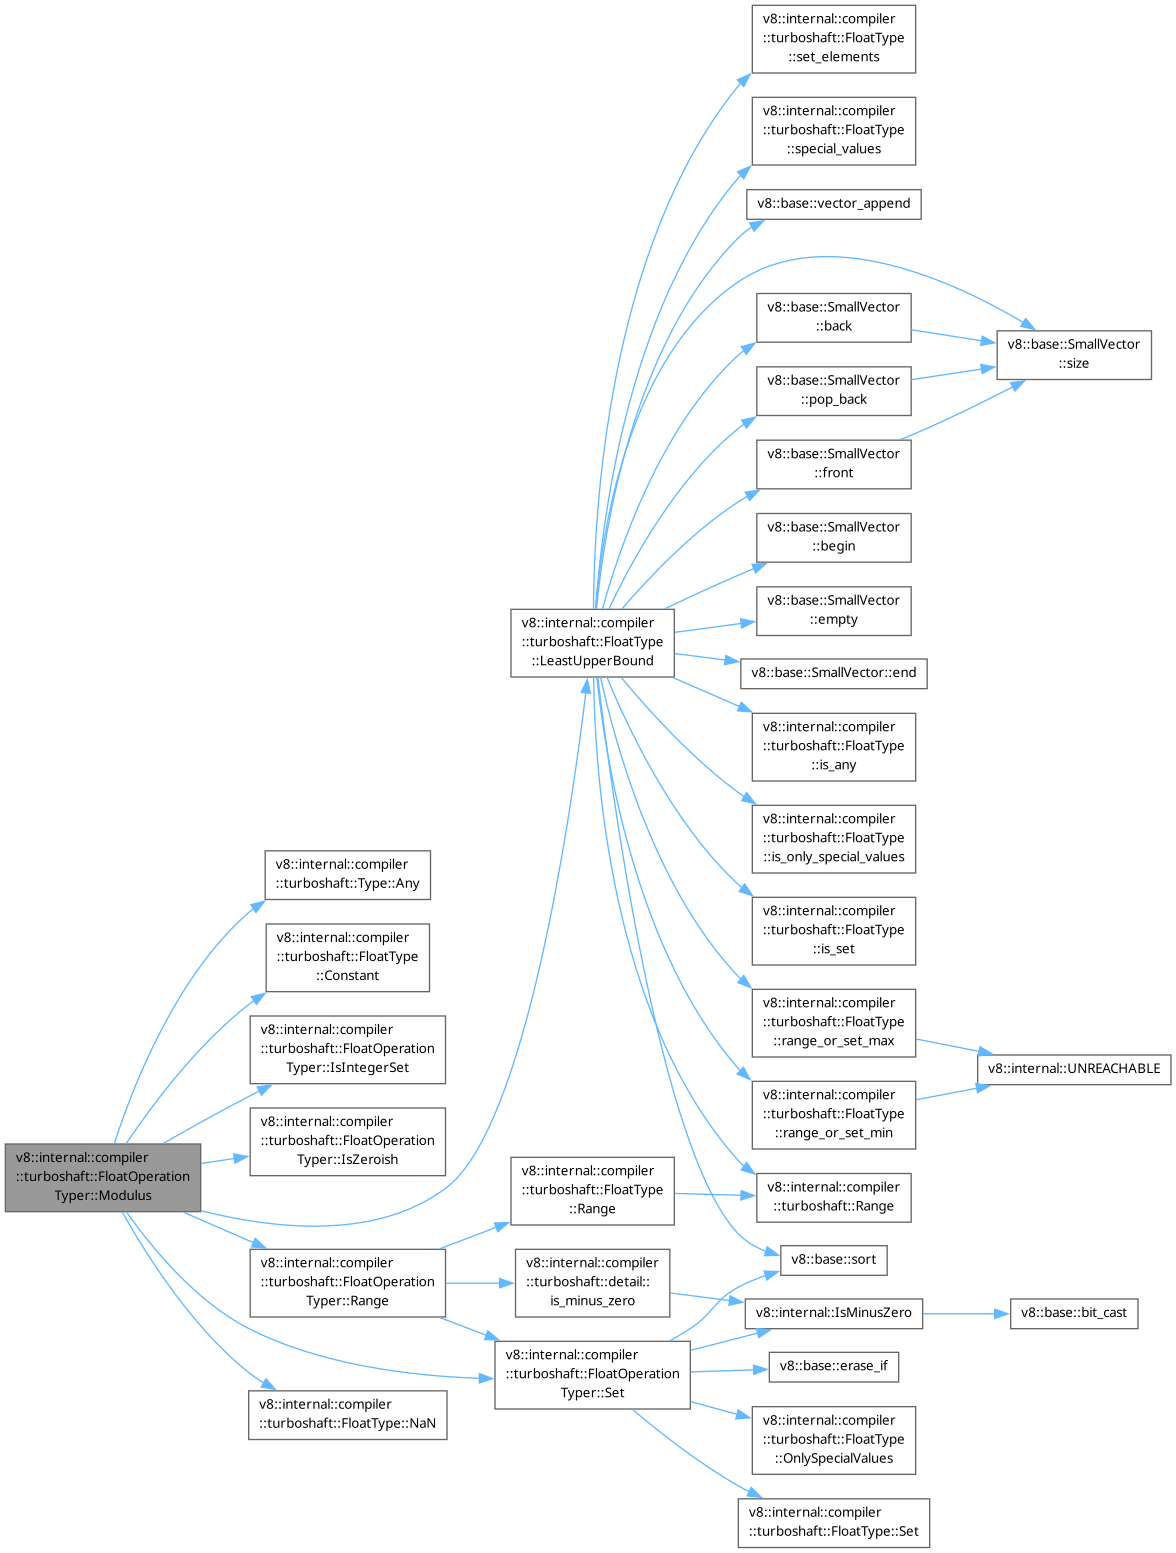 v8::internal::compiler
::turboshaft::FloatType
::set_elements
v8::internal::compiler
::turboshaft::FloatType
::special_values
v8::base::vector_append
v8::base::SmallVector
::back
v8::base::SmallVector
::size
v8::base::SmallVector
::pop_back
v8::base::SmallVector
::front
v8::base::SmallVector
::begin
v8::base::SmallVector
::empty
v8::internal::compiler
::turboshaft::FloatType
::LeastUpperBound
v8::base::SmallVector::end
v8::internal::compiler
::turboshaft::FloatType
::is_any
v8::internal::compiler
::turboshaft::FloatType
::is_only_special_values
v8::internal::compiler
::turboshaft::Type::Any
v8::internal::compiler
::turboshaft::FloatType
::is_set
v8::internal::compiler
::turboshaft::FloatType
::Constant
v8::internal::compiler
::turboshaft::FloatType
::range_or_set_max
v8::internal::compiler
::turboshaft::FloatOperation
Typer::IsIntegerSet
v8::internal::UNREACHABLE
v8::internal::compiler
::turboshaft::FloatType
::range_or_set_min
v8::internal::compiler
::turboshaft::FloatOperation
Typer::IsZeroish
v8::internal::compiler
::turboshaft::FloatOperation
Typer::Modulus
v8::internal::compiler
::turboshaft::FloatType
::Range
v8::internal::compiler
::turboshaft::Range
v8::internal::compiler
::turboshaft::FloatOperation
Typer::Range
v8::internal::compiler
::turboshaft::detail::
is_minus_zero
v8::base::sort
v8::internal::IsMinusZero
v8::base::bit_cast
v8::internal::compiler
::turboshaft::FloatOperation
Typer::Set
v8::base::erase_if
v8::internal::compiler
::turboshaft::FloatType::NaN
v8::internal::compiler
::turboshaft::FloatType
::OnlySpecialValues
v8::internal::compiler
::turboshaft::FloatType::Set